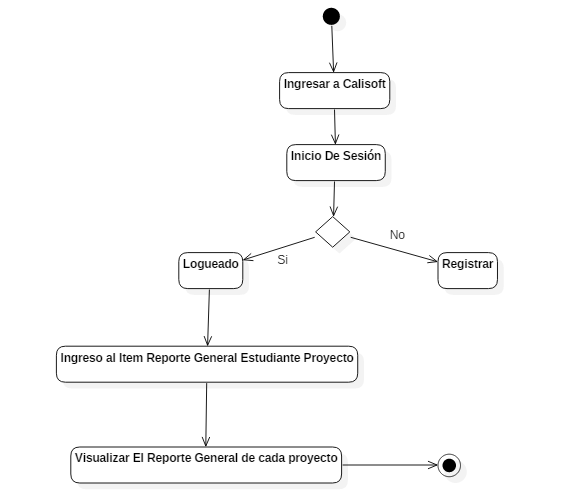 Ingresar a Calisoft
Inicio De Sesión
Si
No
Logueado
Registrar
Ingreso al Item Reporte General Estudiante Proyecto
Visualizar El Reporte General de cada proyecto